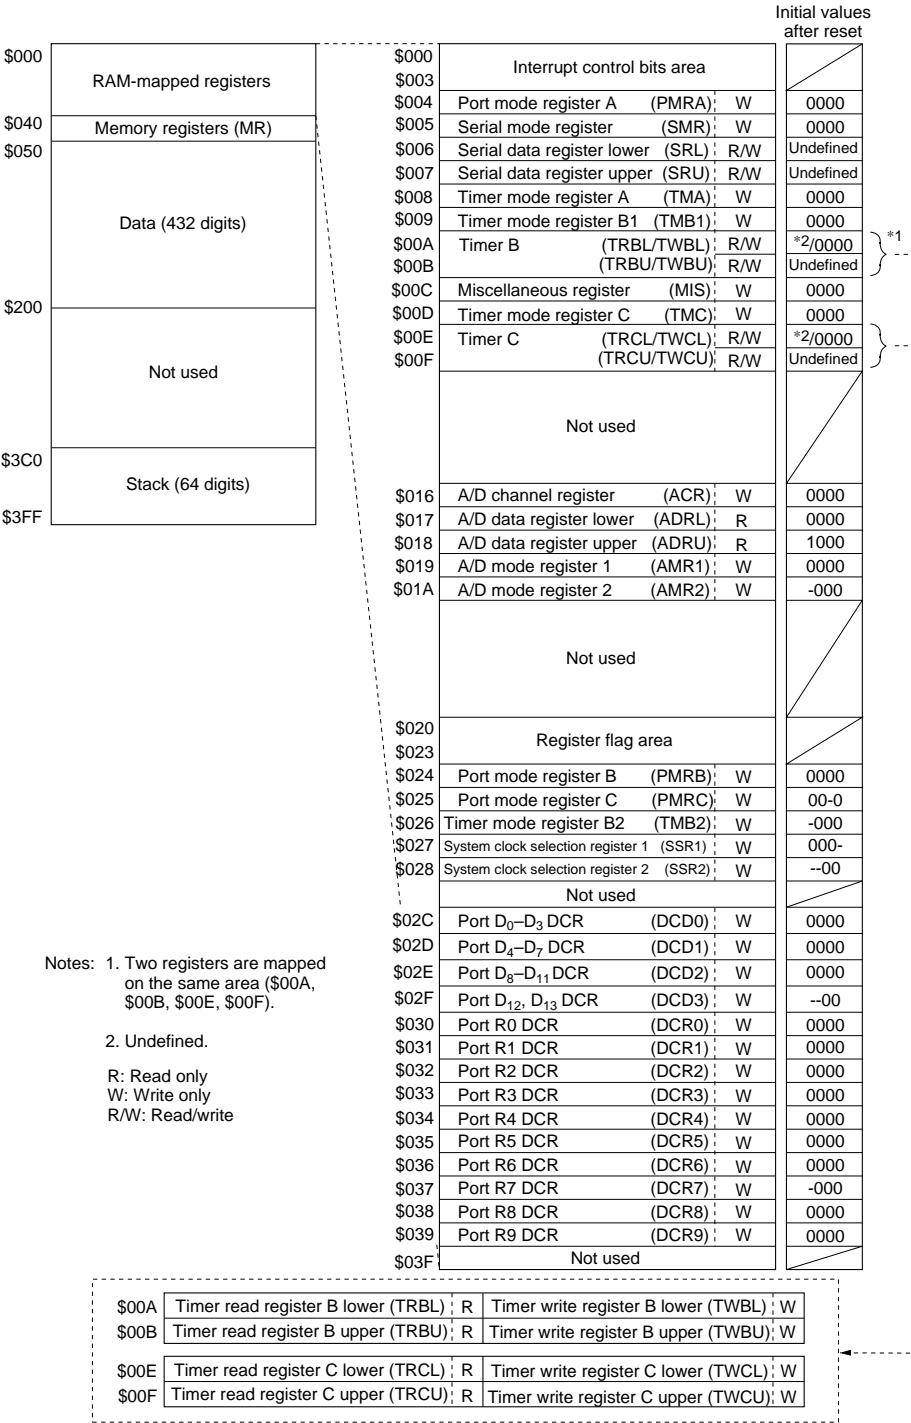 Initial values
after reset
$000
RAM-mapped registers
$040
Memory registers (MR)
$050
Data (432 digits)
$200
Not used
$3C0
Stack (64 digits)
$3FF
$000
$003
Interrupt control bits area
$004 Port mode register A (PMRA) W 0000
$005 Serial mode register (SMR) W 0000
$006 Serial data register lower (SRL) R/W Undefined
$007 Serial data register upper (SRU) R/W Undefined
$008 Timer mode register A (TMA) W 0000
$009 Timer mode register B1 (TMB1) W 0000
$00A Timer B (TRBL/TWBL) R/W *2/0000 *1
$00B (TRBU/TWBU) R/W Undefined
$00C Miscellaneous register (MIS) W 0000
$00D Timer mode register C (TMC) W 0000
$00E Timer C (TRCL/TWCL) R/W *2/0000
$00F (TRCU/TWCU) R/W Undefined
Not used
$016 A/D channel register (ACR) W 0000
$017 A/D data register lower (ADRL) R 0000
$018 A/D data register upper (ADRU) R 1000
$019 A/D mode register 1 (AMR1) W 0000
$01A A/D mode register 2 (AMR2) W -000
Not used
$020
$023
Register flag area
$024 Port mode register B (PMRB) W 0000
$025 Port mode register C (PMRC) W 00-0
$026 Timer mode register B2 (TMB2) W -000
$027 System clock selection register 1 (SSR1) W 000-
$028 System clock selection register 2 (SSR2) W --00
Not used
$02C Port D0–D3 DCR (DCD0) W 0000
$02D Port D4–D7 DCR (DCD1) W 0000
$02E Port D8–D11 DCR (DCD2) W 0000
$02F Port D12, D13 DCR (DCD3) W --00
$030 Port R0 DCR (DCR0) W 0000
$031 Port R1 DCR (DCR1) W 0000
$032 Port R2 DCR (DCR2) W 0000
$033 Port R3 DCR (DCR3) W 0000
$034 Port R4 DCR (DCR4) W 0000
$035 Port R5 DCR (DCR5) W 0000
$036 Port R6 DCR (DCR6) W 0000
$037 Port R7 DCR (DCR7) W -000
$038 Port R8 DCR (DCR8) W 0000
$039 Port R9 DCR (DCR9) W 0000
$03F Not used
Notes: 1. Two registers are mapped
on the same area ($00A,
$00B, $00E, $00F).
2. Undefined.
R: Read only
W: Write only
R/W: Read/write
$00A Timer read register B lower (TRBL) R Timer write register B lower (TWBL) W
$00B Timer read register B upper (TRBU) R Timer write register B upper (TWBU) W
$00E Timer read register C lower (TRCL) R Timer write register C lower (TWCL) W
$00F Timer read register C upper (TRCU) R Timer write register C upper (TWCU) W